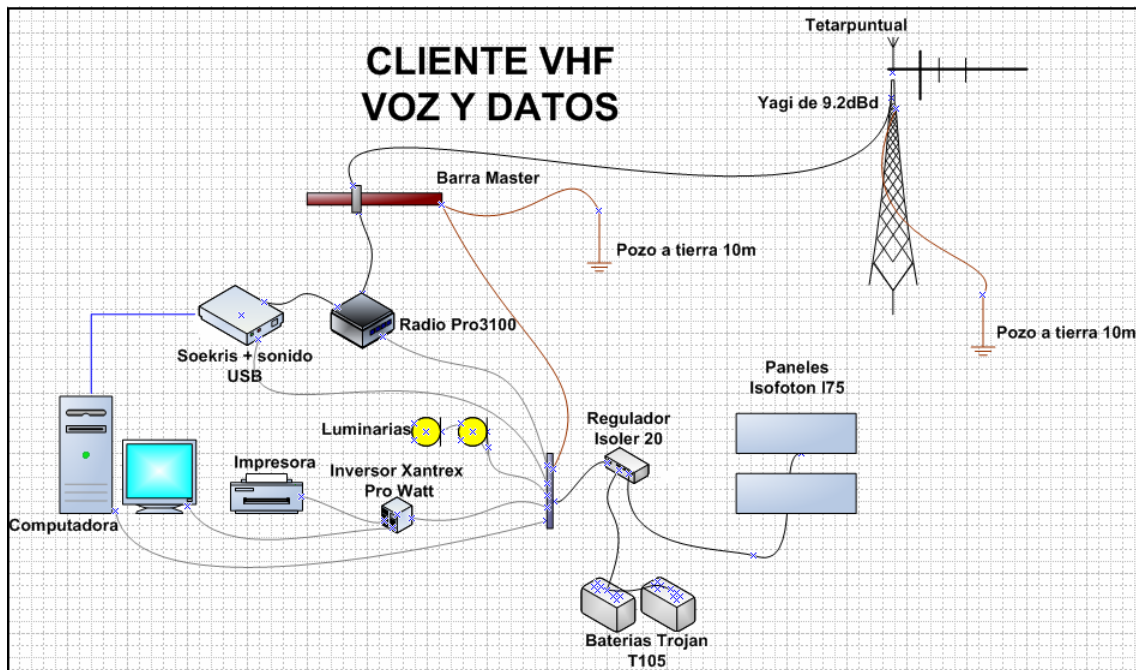 Tetarpuntual
CLIENTE VHF
VOZ Y DATOS
Yagi de 9.2dBd
Barra Master
Pozo a tierra 10m
Radio Pro3100
Pozo a tierra 10m
Soekris + sonido
USB
Paneles
Isofoton I75
Luminarias
Regulador
Isoler 20
Impresora
Inversor Xantrex
Pro Watt
Computadora
Baterias Trojan
T105